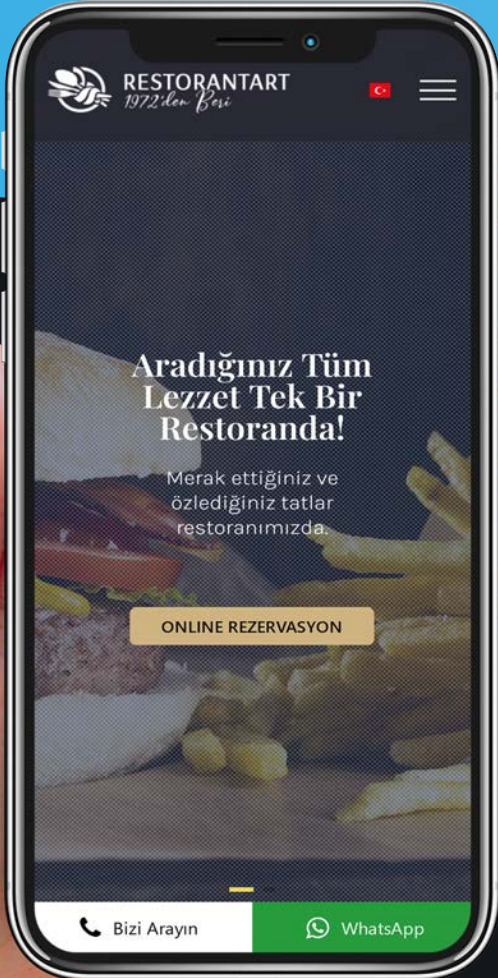 RESTORANTART
1972'den Beri
Aradığınız Tüm
Lezzet Tek Bir
Restoranda!
Merak ettiğiniz ve
özlediğiniz tatlar
restoranımızda.
ONLINE REZERVASYON
Bizi Arayın
WhatsApp